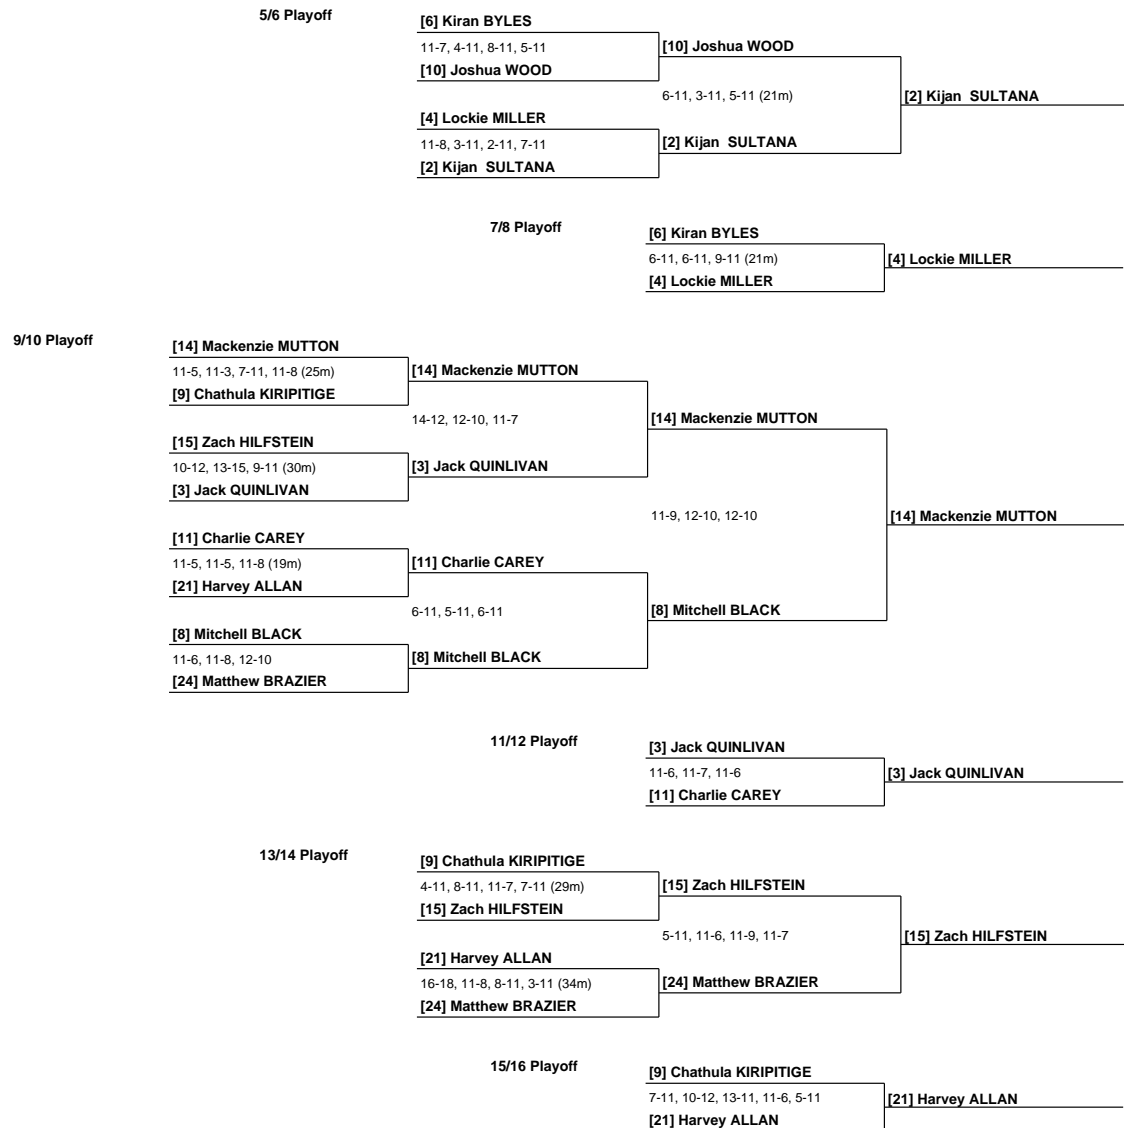 5/6 Playoff
[6] Kiran BYLES
11-7, 4-11, 8-11, 5-11
[10] Joshua WOOD
[10] Joshua WOOD
6-11, 3-11, 5-11 (21m)
[2] Kijan  SULTANA
[4] Lockie MILLER
11-8, 3-11, 2-11, 7-11
[2] Kijan  SULTANA
[2] Kijan  SULTANA
7/8 Playoff
[6] Kiran BYLES
6-11, 6-11, 9-11 (21m)
[4] Lockie MILLER
[4] Lockie MILLER
9/10 Playoff
[14] Mackenzie MUTTON
11-5, 11-3, 7-11, 11-8 (25m)
[9] Chathula KIRIPITIGE
[14] Mackenzie MUTTON
14-12, 12-10, 11-7
[14] Mackenzie MUTTON
[15] Zach HILFSTEIN
10-12, 13-15, 9-11 (30m)
[3] Jack QUINLIVAN
[3] Jack QUINLIVAN
11-9, 12-10, 12-10
[14] Mackenzie MUTTON
[11] Charlie CAREY
11-5, 11-5, 11-8 (19m)
[21] Harvey ALLAN
[11] Charlie CAREY
6-11, 5-11, 6-11
[8] Mitchell BLACK
[8] Mitchell BLACK
11-6, 11-8, 12-10
[24] Matthew BRAZIER
[8] Mitchell BLACK
11/12 Playoff
[3] Jack QUINLIVAN
11-6, 11-7, 11-6
[11] Charlie CAREY
[3] Jack QUINLIVAN
13/14 Playoff
[9] Chathula KIRIPITIGE
4-11, 8-11, 11-7, 7-11 (29m)
[15] Zach HILFSTEIN
[15] Zach HILFSTEIN
5-11, 11-6, 11-9, 11-7
[15] Zach HILFSTEIN
[21] Harvey ALLAN
16-18, 11-8, 8-11, 3-11 (34m)
[24] Matthew BRAZIER
[24] Matthew BRAZIER
15/16 Playoff
[9] Chathula KIRIPITIGE
7-11, 10-12, 13-11, 11-6, 5-11
[21] Harvey ALLAN
[21] Harvey ALLAN